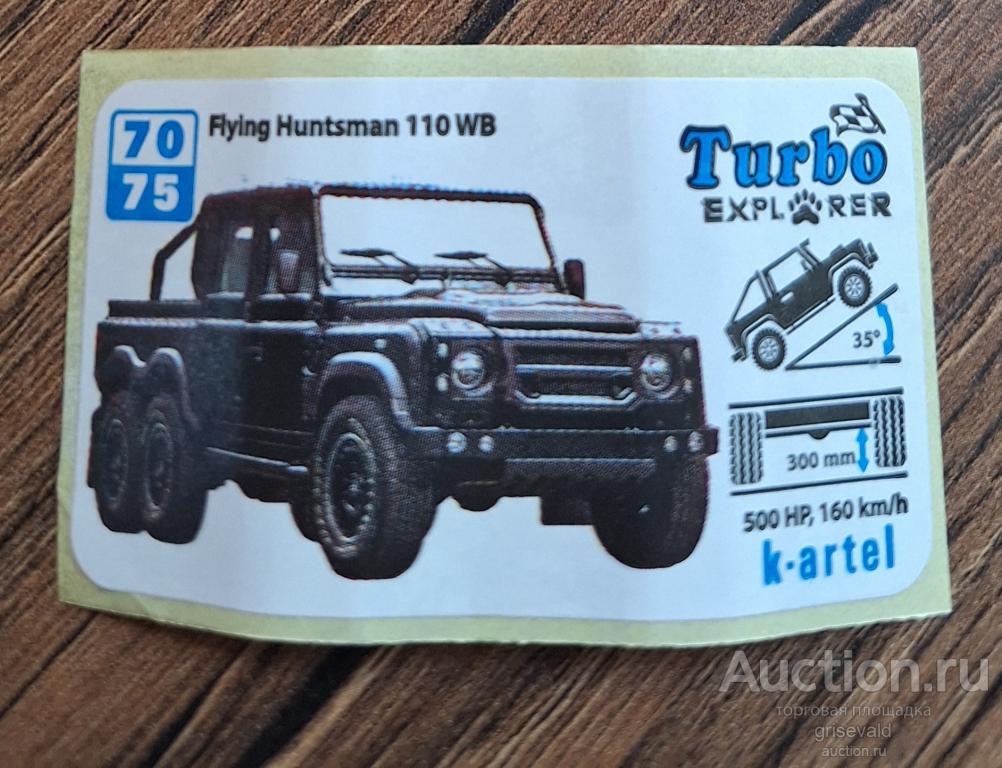 70
75
Flying Huntsman 110 WB
Turbo
EXPLORER
35°
300 mm
500 HP, 160 km/h
k·artel
Auction.ru
торговая площадка
grisevald
auction.ru